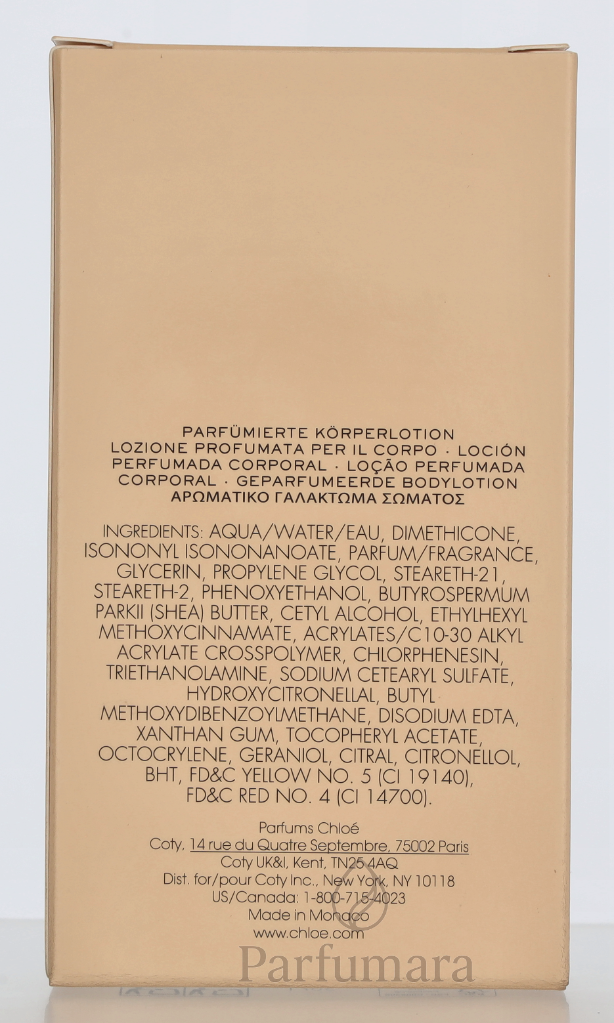 PARFÜMIERTE KÖRPERLOTION
LOZIONE PROFUMATA PER IL CORPO · LOCIÓN
PERFUMADA CORPORAL · LOÇÃO PERFUMADA
CORPORAL · GEPARFUMEERDE BODYLOTION
ΑΡΩΜΑΤΙΚΟ ΓΑΛΑΚΤΩΜΑ ΣΩΜΑΤΟΣ
INGREDIENTS: AQUA/WATER/EAU, DIMETHICONE,
ISONONYL ISONONANOATE, PARFUM/FRAGRANCE,
GLYCERIN, PROPYLENE GLYCOL, STEARETH-21,
STEARETH-2, PHENOXYETHANOL, BUTYROSPERMUM
PARKII (SHEA) BUTTER, CETYL ALCOHOL, ETHYLHEXYL
METHOXYCINNAMATE, ACRYLATES/C10-30 ALKYL
ACRYLATE CROSSPOLYMER, CHLORPHENESIN,
TRIETHANOLAMINE, SODIUM CETEARYL SULFATE,
HYDROXYCITRONELLAL, BUTYL
METHOXYDIBENZOYLMETHANE, DISODIUM EDTA,
XANTHAN GUM, TOCOPHERYL ACETATE,
OCTOCRYLENE, GERANIOL, CITRAL, CITRONELLOL,
BHT, FD&C YELLOW NO. 5 (CI 19140),
FD&C RED NO. 4 (CI 14700).
Parfums Chloé
Coty, 14 rue du Quatre Septembre, 75002 Paris
Coty UK&I, Kent, TN25 4AQ
Dist. for/pour Coty Inc., New York, NY 10118
US/Canada: 1-800-715-4023
Made in Monaco
www.chloe.com
Parfumara